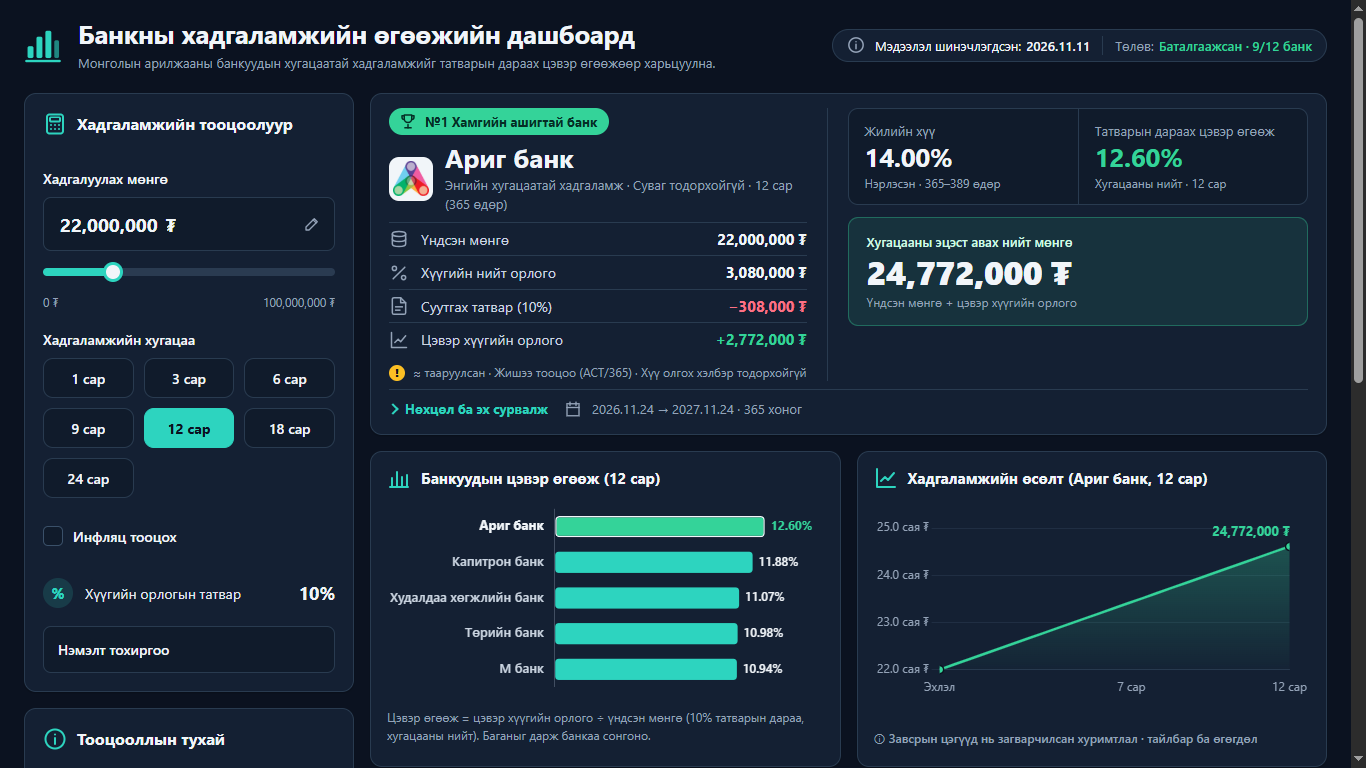 Банкны хадгаламжийн өгөөжийн дашбоард
Монголын арилжааны банкуудын хугацаатай хадгаламжийг татварын дараах цэвэр өгөөжөөр харьцуулна.
Мэдээлэл шинэчлэгдсэн: 2026.11.11
Төлөв: Баталгаажсан · 9/12 банк
Хадгаламжийн тооцоолуур
Хадгалуулах мөнгө
22,000,000 ₮
0 ₮
100,000,000 ₮
Хадгаламжийн хугацаа
1 сар
3 сар
6 сар
9 сар
12 сар
18 сар
24 сар
Инфляц тооцох
% Хүүгийн орлогын татвар 10%
Нэмэлт тохиргоо
Тооцооллын тухай
№1 Хамгийн ашигтай банк
Ариг банк
Энгийн хугацаатай хадгаламж · Суваг тодорхойгүй · 12 сар
(365 өдөр)
Үндсэн мөнгө 22,000,000 ₮
Хүүгийн нийт орлого 3,080,000 ₮
Суутгах татвар (10%) −308,000 ₮
Цэвэр хүүгийн орлого +2,772,000 ₮
≈ тааруулсан · Жишээ тооцоо (ACT/365) · Хүү олгох хэлбэр тодорхойгүй
Нөхцөл ба эх сурвалж
2026.11.24 → 2027.11.24 · 365 хоног
Жилийн хүү
14.00%
Нэрлэсэн · 365–389 өдөр
Татварын дараах цэвэр өгөөж
12.60%
Хугацааны нийт · 12 сар
Хугацааны эцэст авах нийт мөнгө
24,772,000 ₮
Үндсэн мөнгө + цэвэр хүүгийн орлого
Банкуудын цэвэр өгөөж (12 сар)
Ариг банк 12.60%
Капитрон банк 11.88%
Худалдаа хөгжлийн банк 11.07%
Төрийн банк 10.98%
М банк 10.94%
Цэвэр өгөөж = цэвэр хүүгийн орлого ÷ үндсэн мөнгө (10% татварын дараа,
хугацааны нийт). Баганыг дарж банкаа сонгоно.
Хадгаламжийн өсөлт (Ариг банк, 12 сар)
25.0 сая ₮
24,772,000 ₮
24.0 сая ₮
23.0 сая ₮
22.0 сая ₮
Эхлэл
7 сар
12 сар
Завсрын цэгүүд нь загварчилсан хуримтлал · тайлбар ба өгөгдөл